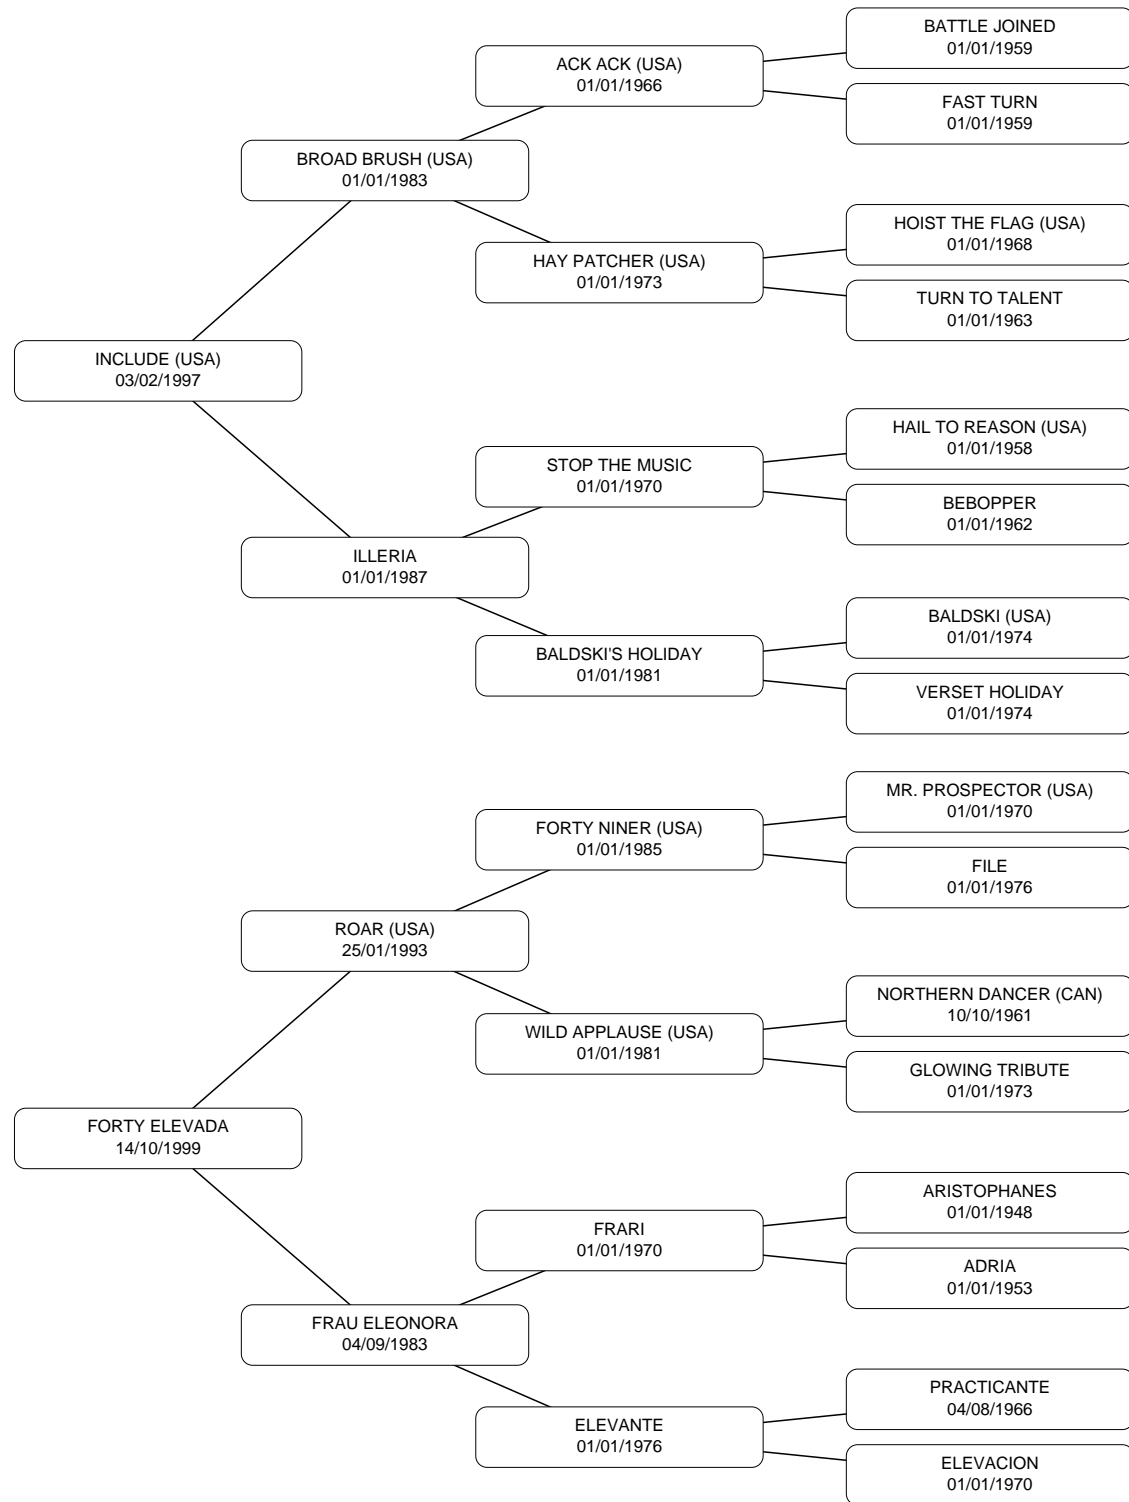 BATTLE JOINED
01/01/1959
ACK ACK (USA)
01/01/1966
FAST TURN
01/01/1959
BROAD BRUSH (USA)
01/01/1983
HOIST THE FLAG (USA)
01/01/1968
HAY PATCHER (USA)
01/01/1973
TURN TO TALENT
01/01/1963
INCLUDE (USA)
03/02/1997
HAIL TO REASON (USA)
01/01/1958
STOP THE MUSIC
01/01/1970
BEBOPPER
01/01/1962
ILLERIA
01/01/1987
BALDSKI (USA)
01/01/1974
BALDSKI'S HOLIDAY
01/01/1981
VERSET HOLIDAY
01/01/1974
MR. PROSPECTOR (USA)
01/01/1970
FORTY NINER (USA)
01/01/1985
FILE
01/01/1976
ROAR (USA)
25/01/1993
NORTHERN DANCER (CAN)
10/10/1961
WILD APPLAUSE (USA)
01/01/1981
GLOWING TRIBUTE
01/01/1973
FORTY ELEVADA
14/10/1999
ARISTOPHANES
01/01/1948
FRARI
01/01/1970
ADRIA
01/01/1953
FRAU ELEONORA
04/09/1983
PRACTICANTE
04/08/1966
ELEVANTE
01/01/1976
ELEVACION
01/01/1970